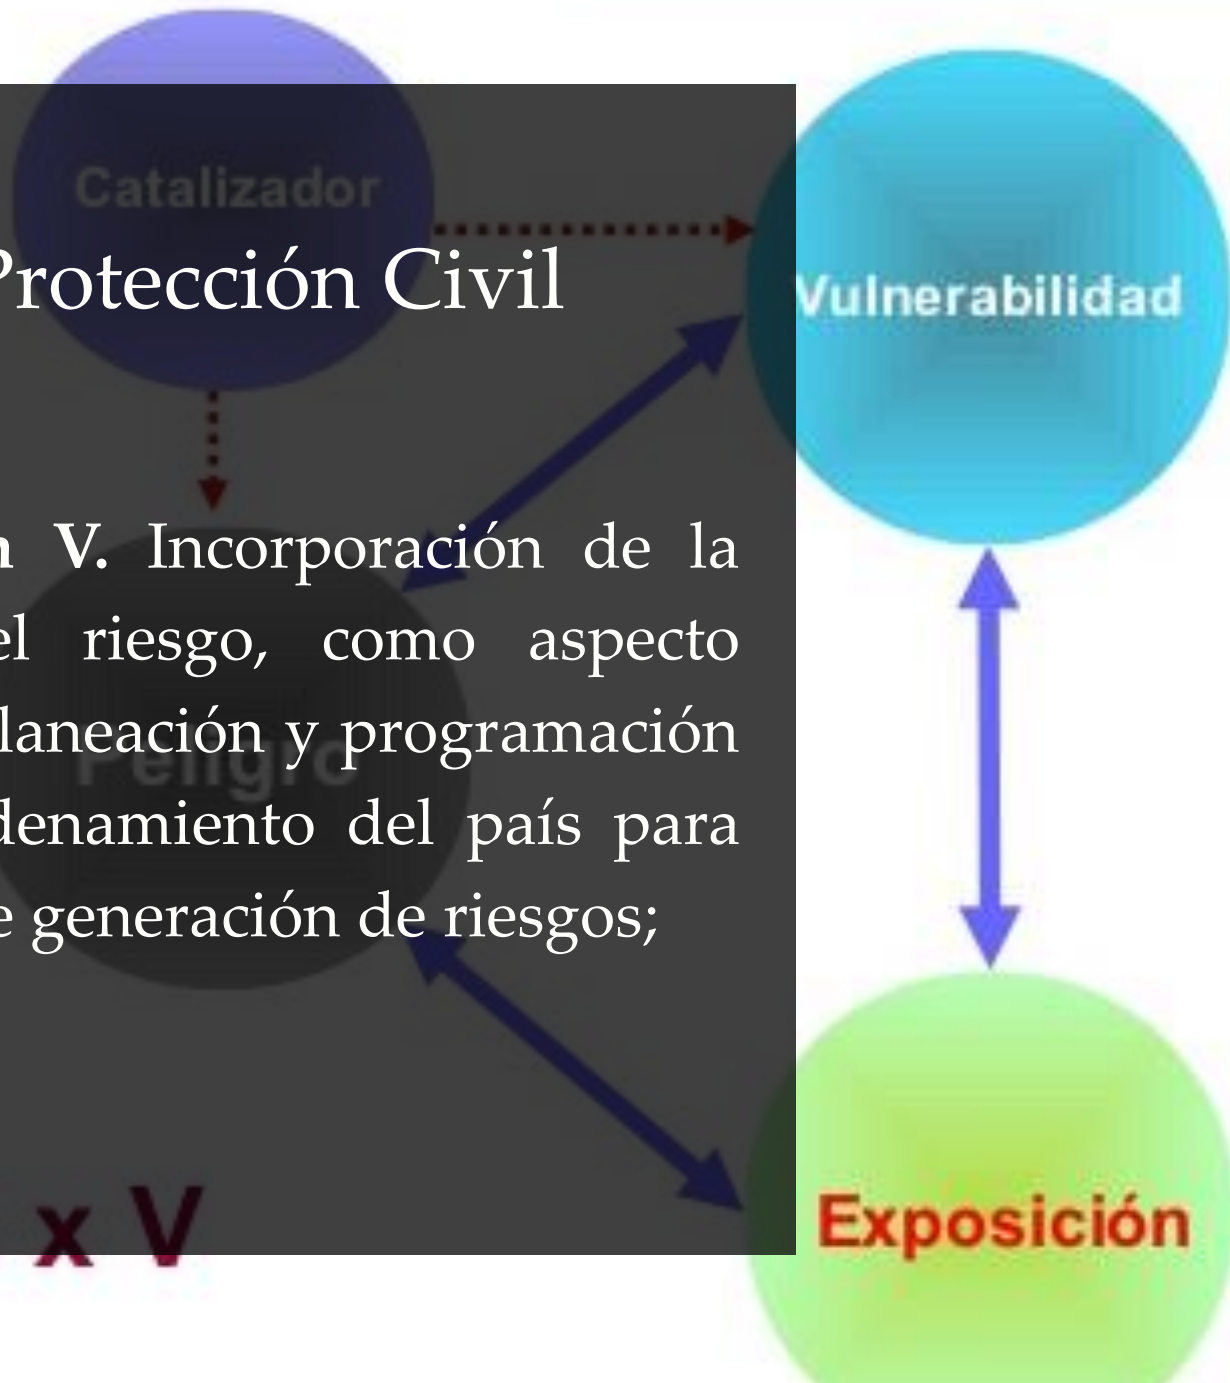 Catalizador
Protección Civil
Vulnerabilidad
V. Incorporación de la
el riesgo, como aspecto
laneación y programación
Peligro
denamiento del país para
e generación de riesgos;
x V
Exposición